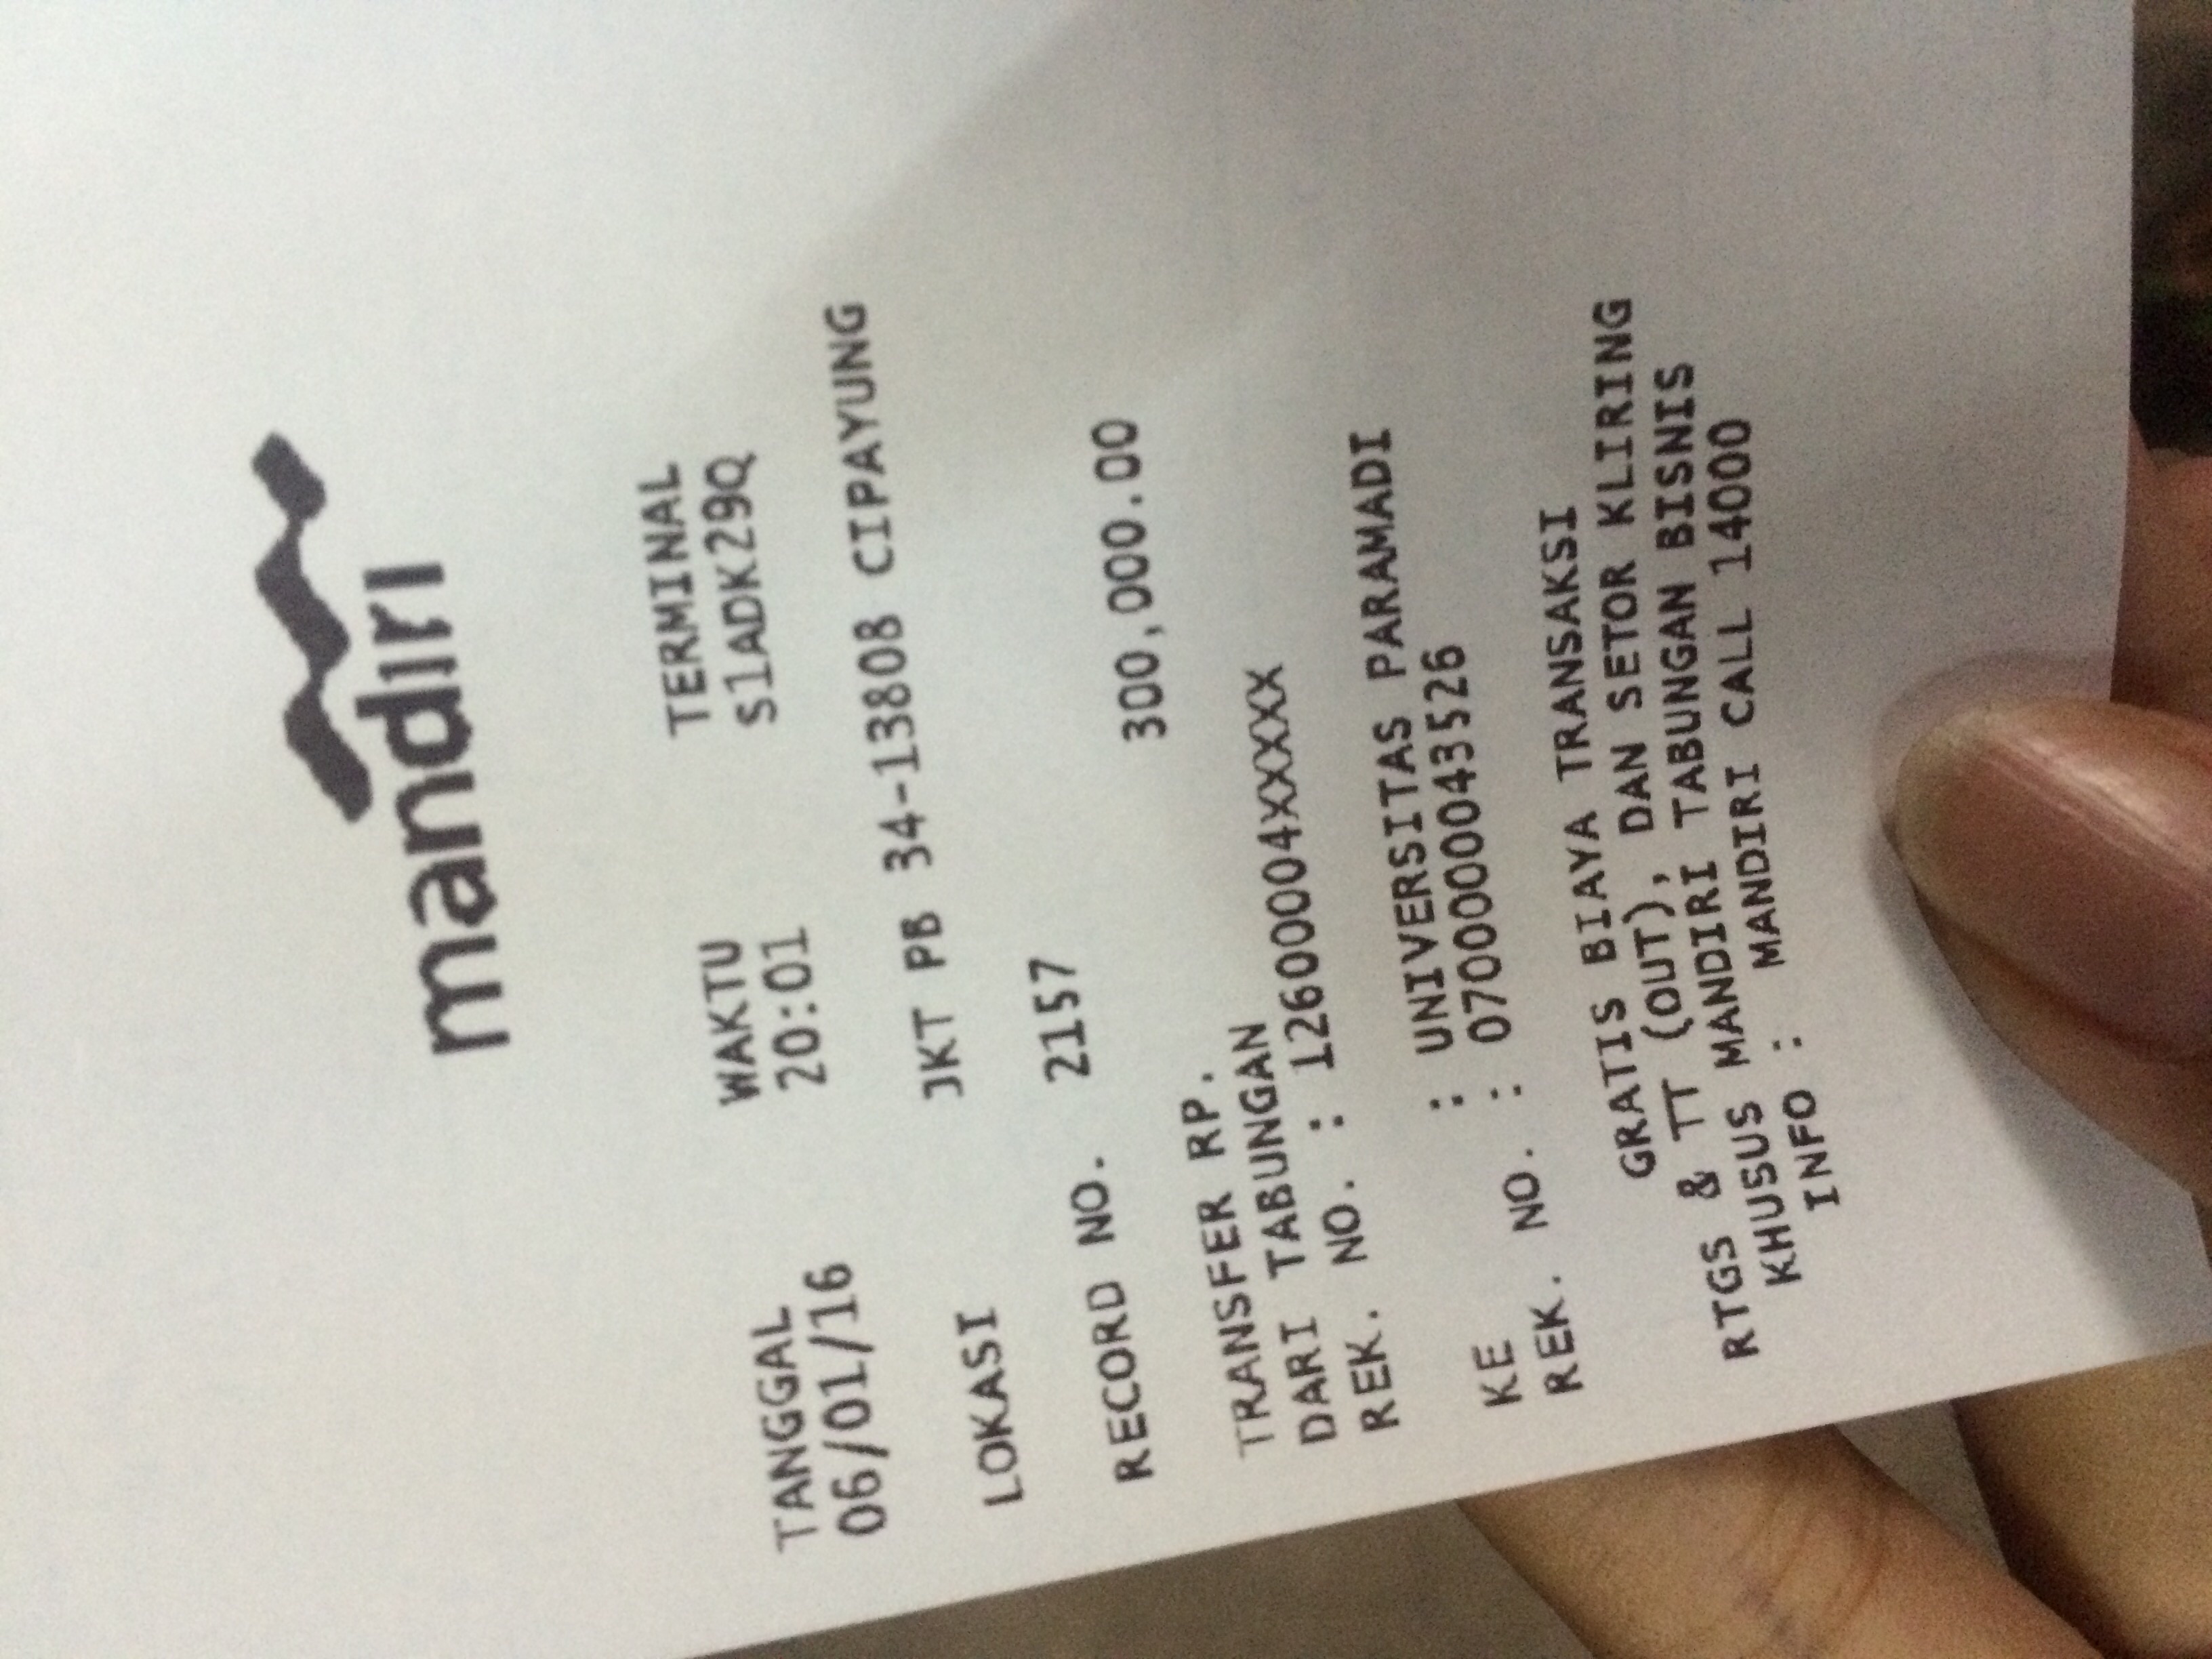 mandiri
TANGGAL WAKTU TERMINAL
06/01/16 20:01 S1ADK29Q
LOKASI JKT PB 34-13808 CIPAYUNG
RECORD NO. 2157
TRANSFER RP. 300,000.00
DARI TABUNGAN
REK. NO. : 12600004XXXXX
KE : UNIVERSITAS PARAMADI
REK. NO. : 0700000043526
GRATIS BIAYA TRANSAKSI
RTGS & TT (OUT), DAN SETOR KLIRING
KHUSUS MANDIRI TABUNGAN BISNIS
INFO : MANDIRI CALL 14000